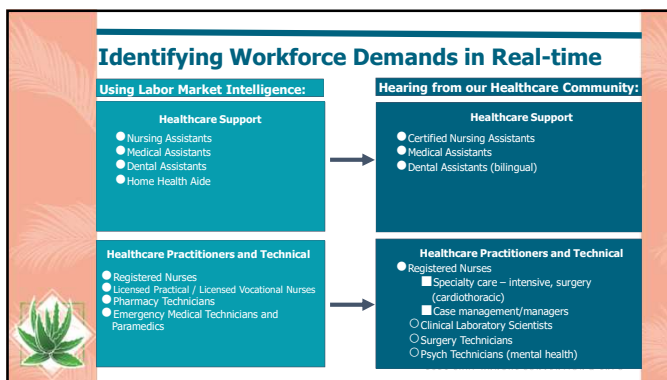 Identifying Workforce Demands in Real-time
Using Labor Market Intelligence:
Healthcare Support
Nursing Assistants
Medical Assistants
Dental Assistants
Home Health Aide
Healthcare Practitioners and Technical
Registered Nurses
Licensed Practical / Licensed Vocational Nurses
Pharmacy Technicians
Emergency Medical Technicians and
Paramedics
Hearing from our Healthcare Community:
Healthcare Support
Certified Nursing Assistants
Medical Assistants
Dental Assistants (bilingual)
Healthcare Practitioners and Technical
Registered Nurses
Specialty care – intensive, surgery
(cardiothoracic)
Case management/managers
Clinical Laboratory Scientists
Surgery Technicians
Psych Technicians (mental health)